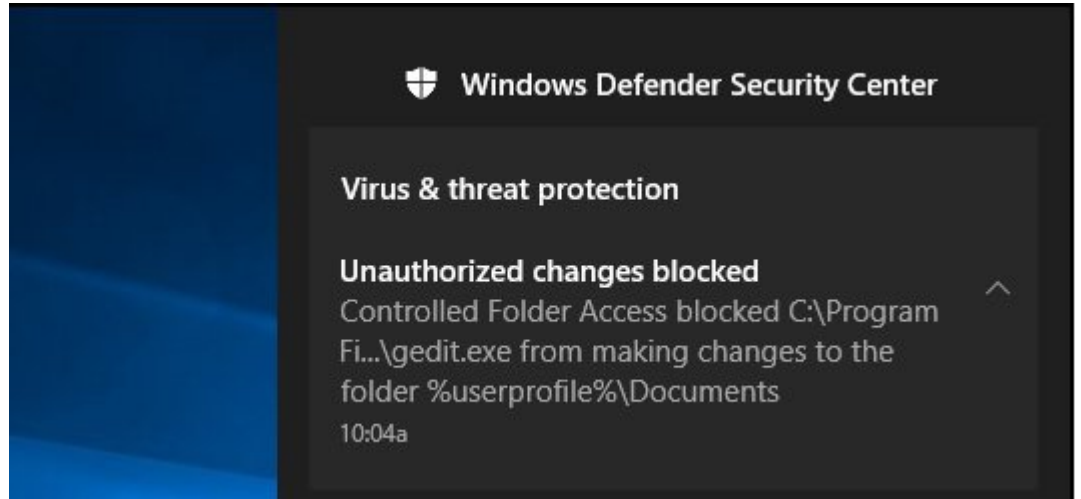 Windows Defender Security Center
Virus & threat protection
Unauthorized changes blocked
Controlled Folder Access blocked C:\Program
Fi...\gedit.exe from making changes to the
folder %userprofile%\Documents
10:04a